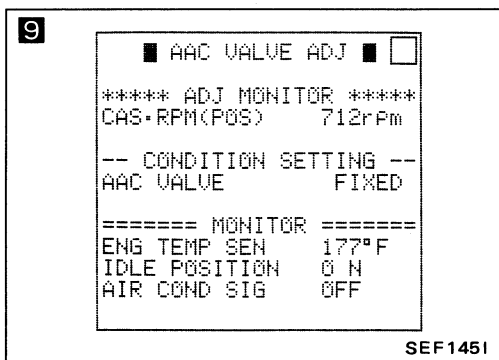 9
■ AAC VALVE ADJ ■ □
***** ADJ MONITOR *****
CAS•RPM(POS) 712rpm
-- CONDITION SETTING --
AAC VALVE FIXED
======= MONITOR =======
ENG TEMP SEN 177°F
IDLE POSITION O N
AIR COND SIG OFF
SEF145I